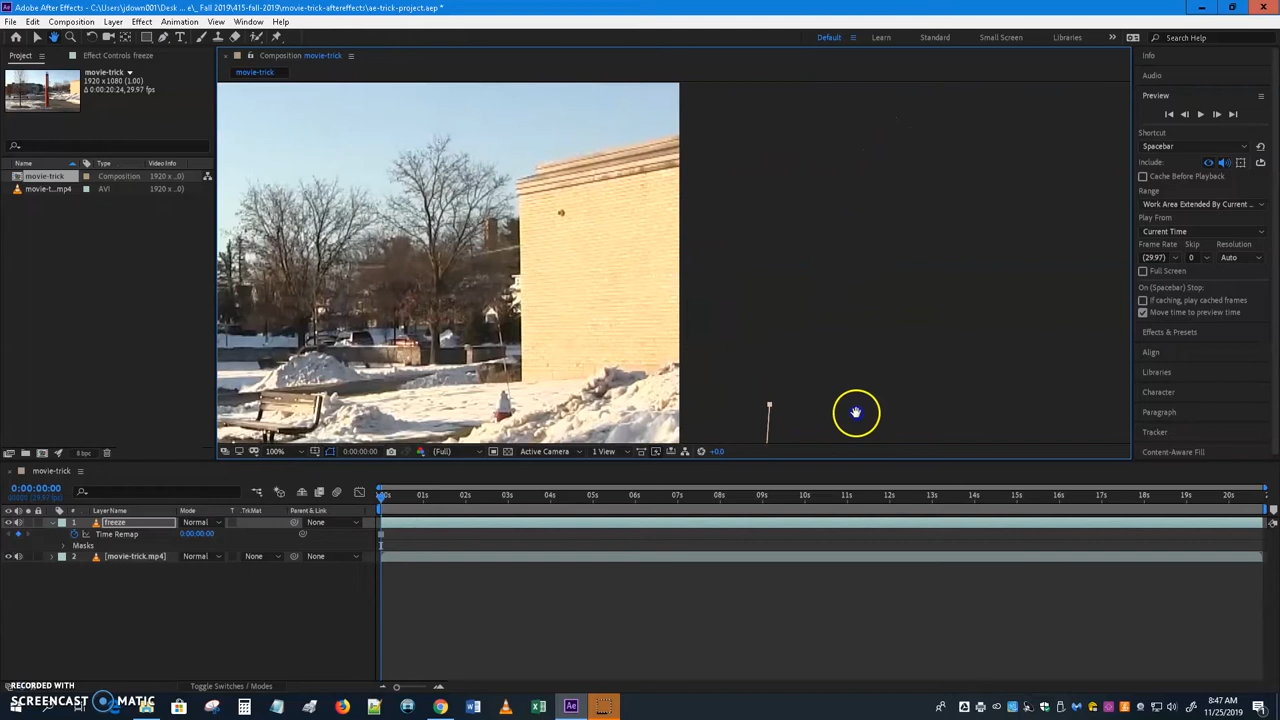 Adobe After Effects - C:\Users\jdown001\Desk ... e\_ Fall 2019\415-fall-2019\movie-trick-aftereffects\ae-trick-project.aep *
File Edit Composition Layer Effect Animation View Window Help
Default Learn Standard Small Screen Libraries Search Help
Project Effect Controls freeze
Composition movie-trick
movie-trick
movie-trick
1920 x 1080 (1.00)
Δ 0:00:20:24, 29.97 fps
Name Type Video Info
movie-trick Composition 1920 x ..0)
movie-t...mp4 AVI 1920 x ..0)
8 bpc
100% 0:00:00:00 (Full) Active Camera 1 View +0.0
Info
Audio
Preview
Shortcut
Spacebar
Include:
Cache Before Playback
Range
Work Area Extended By Current ...
Play From
Current Time
Frame Rate Skip Resolution
(29.97) 0 Auto
Full Screen
On (Spacebar) Stop:
If caching, play cached frames
Move time to preview time
Effects & Presets
Align
Libraries
Character
Paragraph
Tracker
Content-Aware Fill
movie-trick
0:00:00:00
00000 (29.97 fps)
01s 02s 03s 04s 05s 06s 07s 08s 09s 10s 11s 12s 13s 14s 15s 16s 17s 18s 19s 20s
# Layer Name Mode T TrkMat Parent & Link
1 freeze Normal None
Time Remap 0:00:00:00
Masks
2 [movie-trick.mp4] Normal None None
Toggle Switches / Modes
RECORDED WITH
SCREENCAST MATIC
8:47 AM
11/25/2019